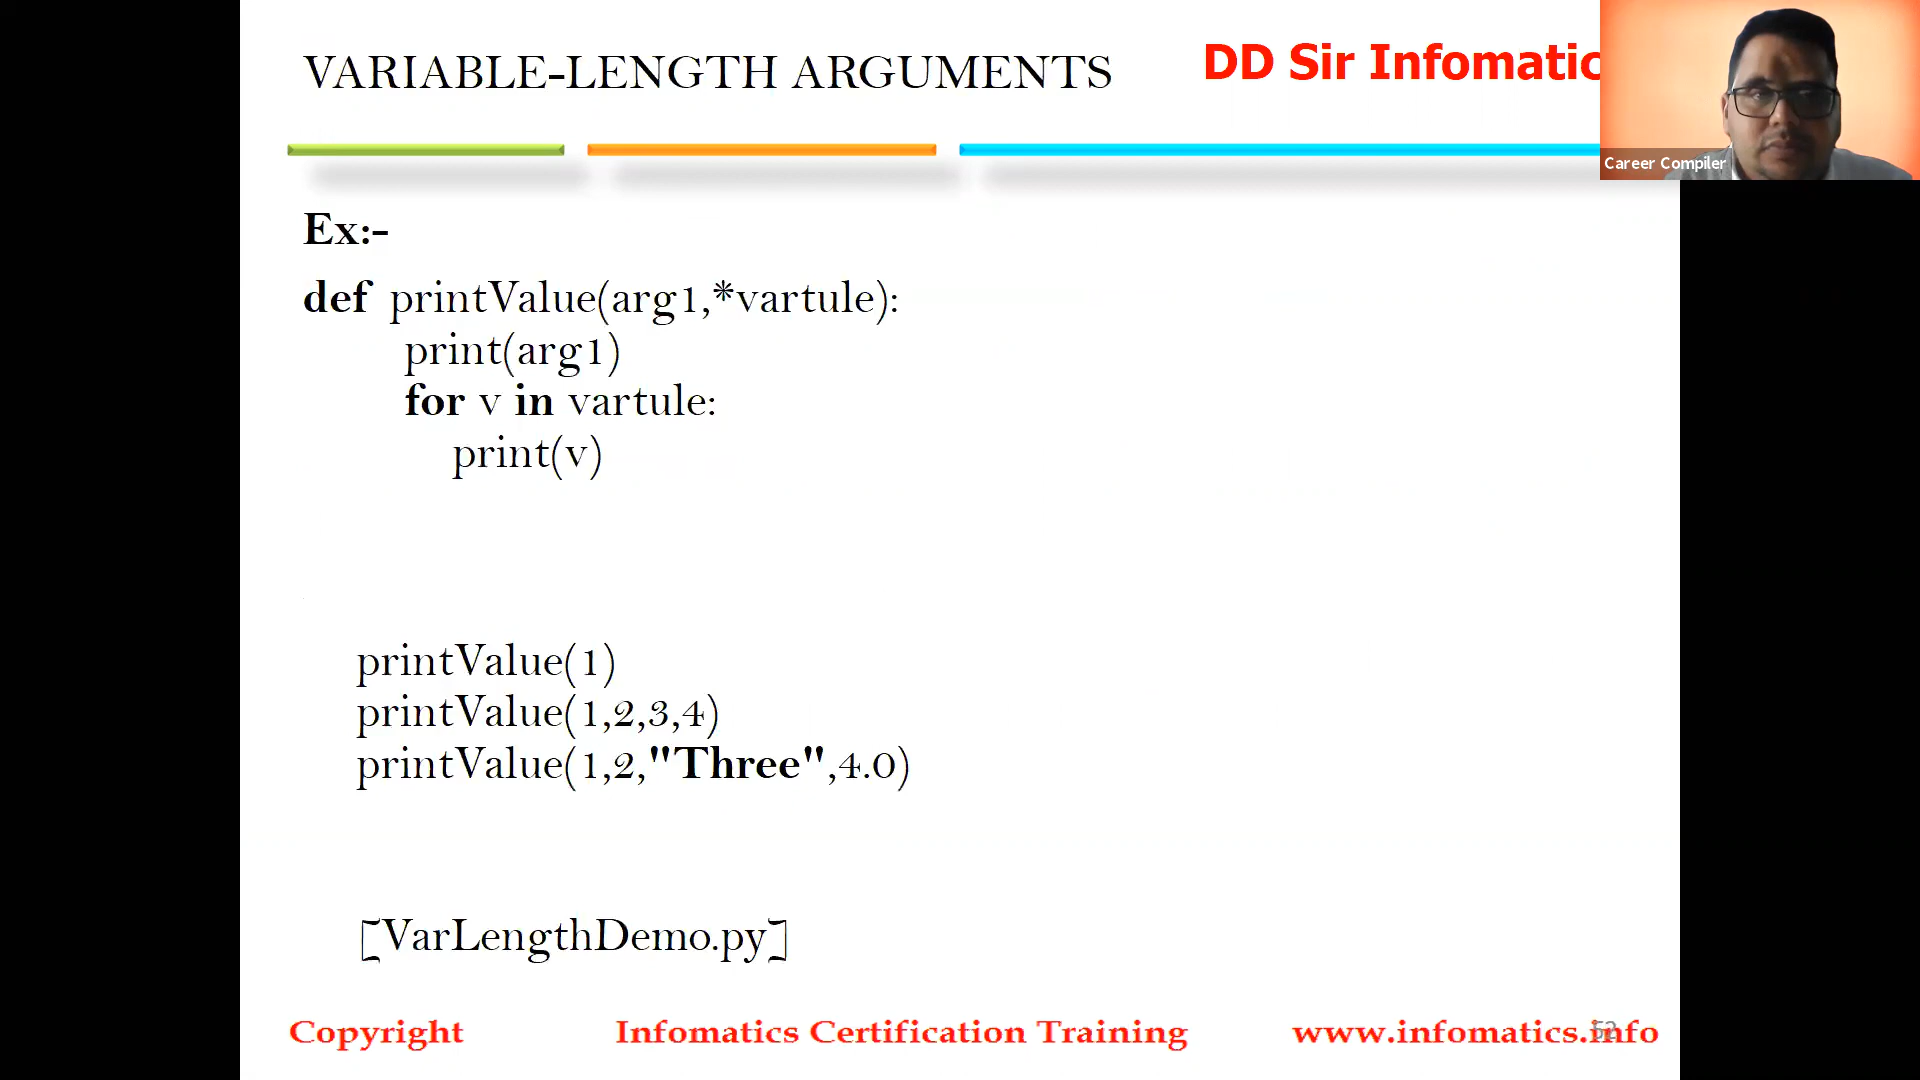 VARIABLE-LENGTH ARGUMENTS
DD Sir Infomatic
Career Compiler
Ex:-
def printValue(arg1,*vartule):
print(arg1)
for v in vartule:
print(v)
printValue(1)
printValue(1,2,3,4)
printValue(1,2,"Three",4.0)
[VarLengthDemo.py]
Copyright Infomatics Certification Training www.infomatics.info
52